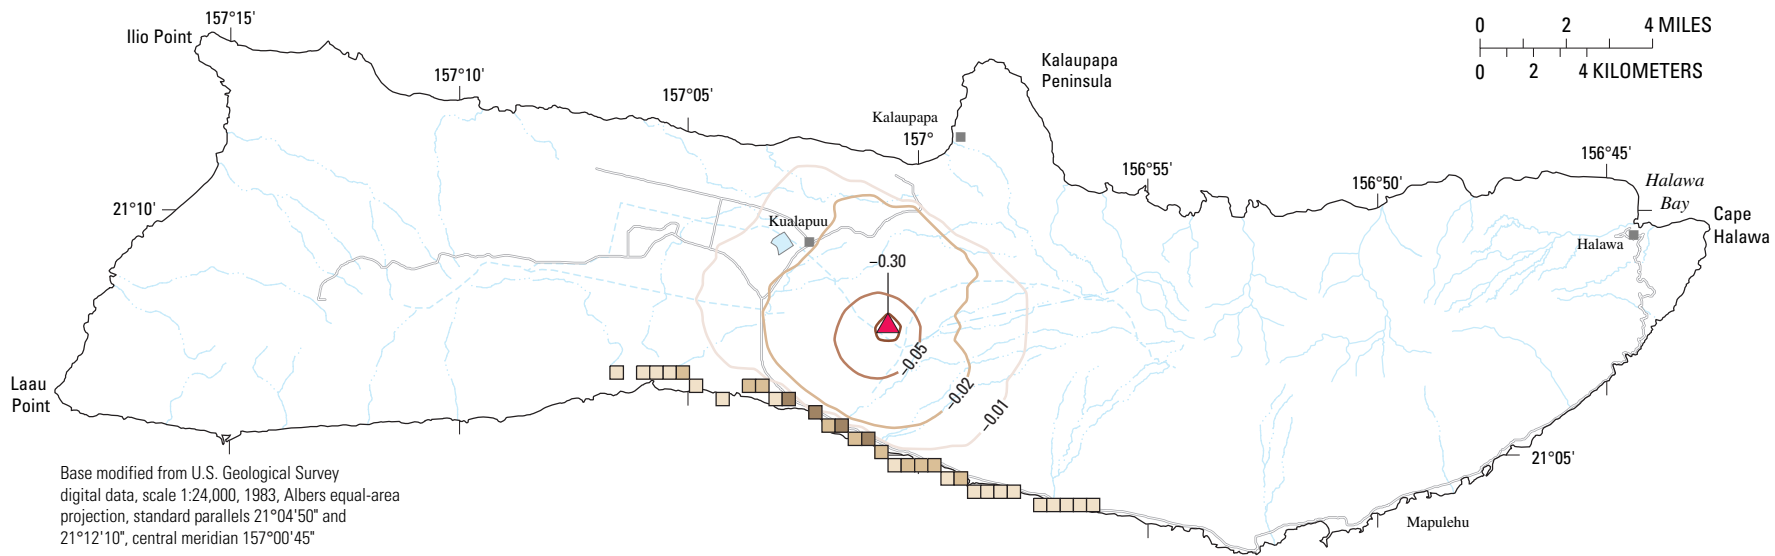 157°15'
Ilio Point
157°10'
157°05'
Kalaupapa
157°
Kalaupapa
Peninsula
0 2 4 MILES
0 2 4 KILOMETERS
156°55'
156°50'
156°45'
Halawa
Bay
Cape
Halawa
Halawa
21°10'
Kualapuu
–0.30
–0.05
–0.02
–0.01
Laau
Point
21°05'
Mapulehu
Base modified from U.S. Geological Survey
digital data, scale 1:24,000, 1983, Albers equal-area
projection, standard parallels 21°04'50" and
21°12'10", central meridian 157°00'45"